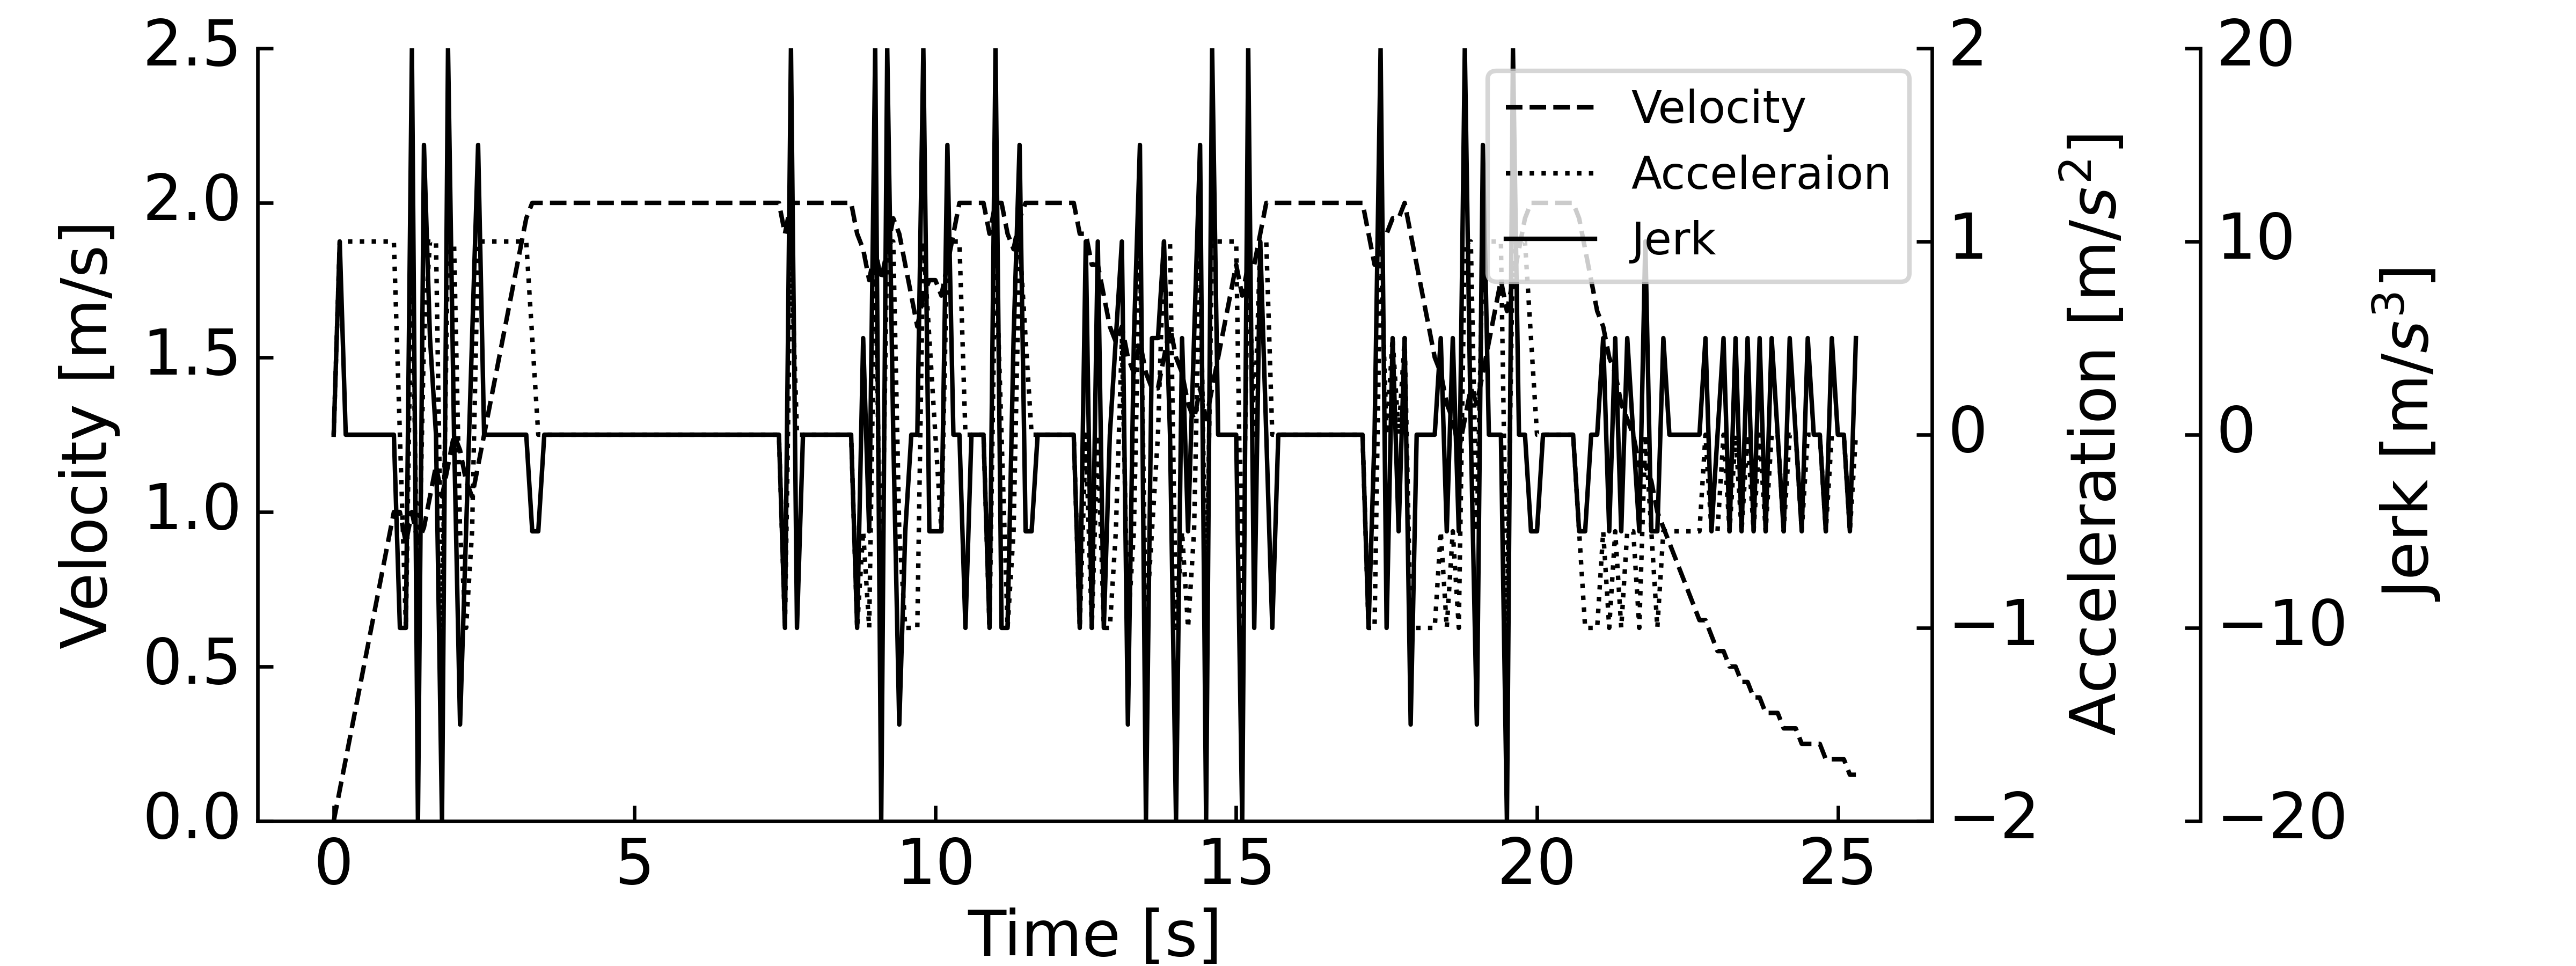 Velocity [m/s]
2.5
2.0
1.5
1.0
0.5
0.0
0 5 10 15 20 25
Time [s]
Velocity
Acceleraion
Jerk
2
1
0
−1
−2
Acceleration [m/s²]
20
10
0
−10
−20
Jerk [m/s³]